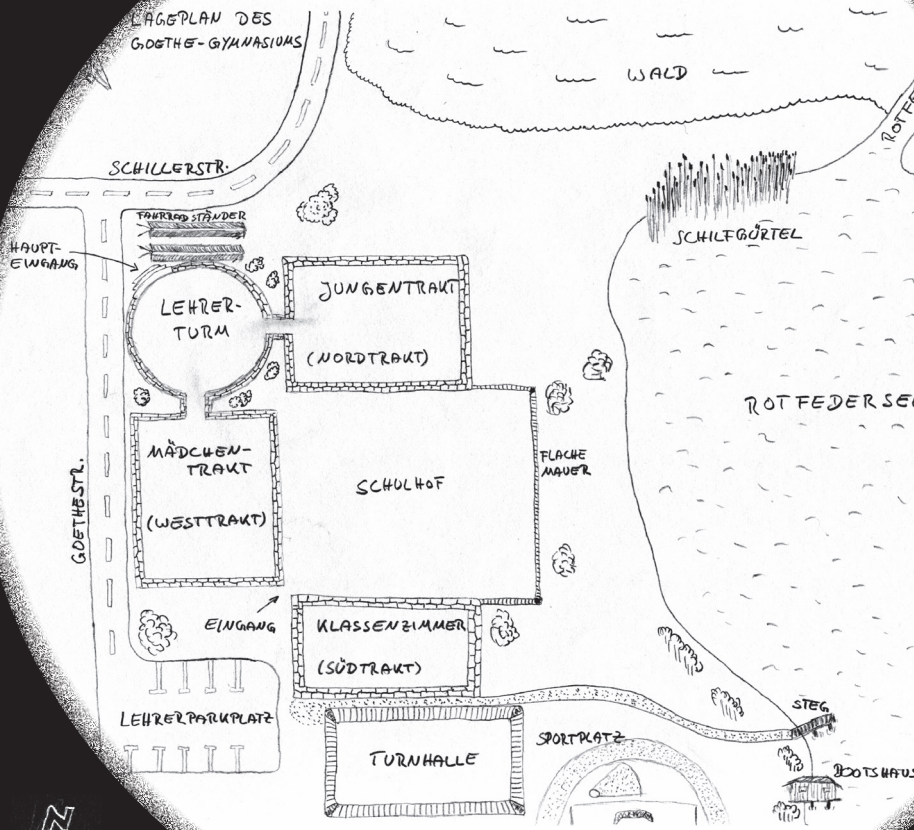 LAGEPLAN DES
GOETHE-GYMNASIUMS
WALD
ROTFE
SCHILLERSTR.
FAHRRADSTÄNDER
HAUPT-
EINGANG
SCHILFGÜRTEL
LEHRER-
TURM
JUNGENTRAKT
(NORDTRAKT)
ROTFEDERSEE
MÄDCHEN-
TRAKT
(WESTTRAKT)
FLACHE
MAUER
SCHULHOF
GOETHESTR.
EINGANG
KLASSENZIMMER
(SÜDTRAKT)
LEHRERPARKPLATZ
STEG
SPORTPLATZ
TURNHALLE
BOOTSHAUS
N